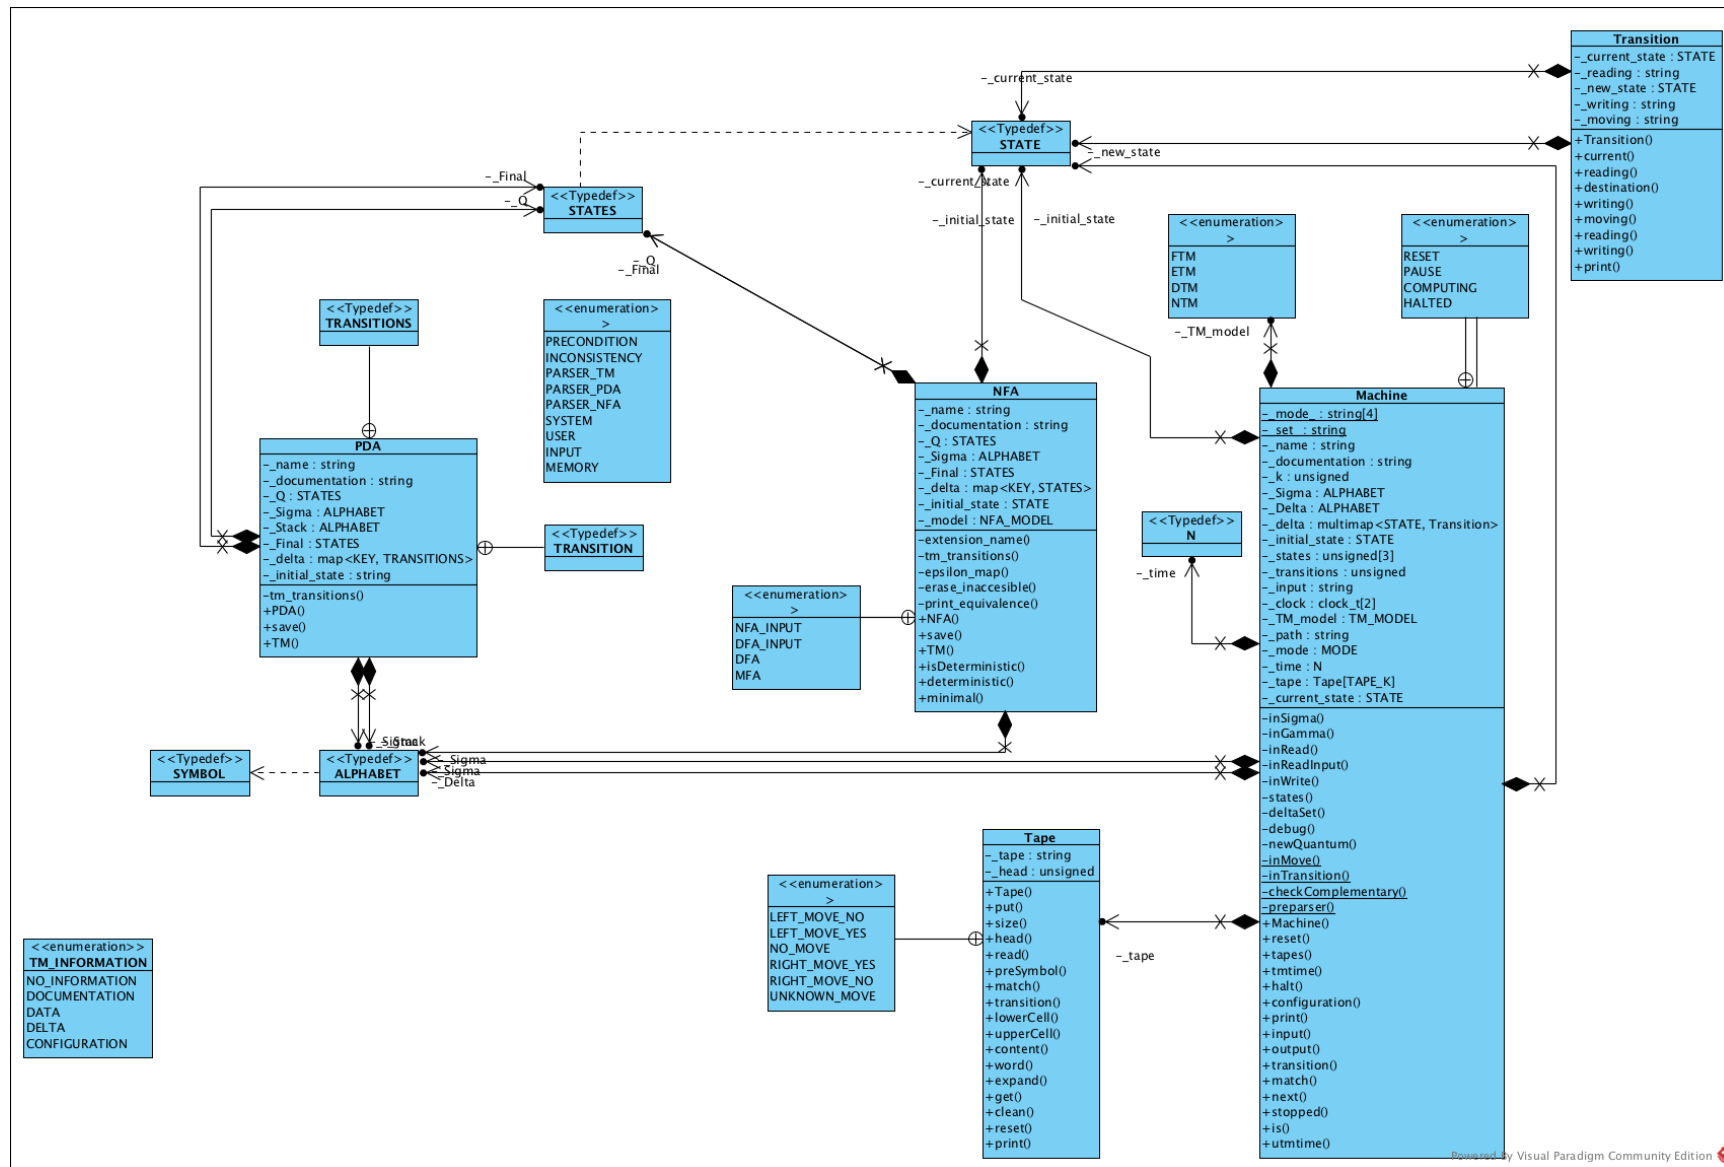 Transition
-_current_state : STATE
-_reading : string
-_new_state : STATE
-_writing : string
-_moving : string
+Transition()
+current()
+reading()
+destination()
+writing()
+moving()
+reading()
+writing()
+print()
-_current_state
<<Typedef>>
STATE
-_new_state
-_current_state
-_initial_state
-_initial_state
-_Final
-_Q
<<Typedef>>
STATES
-_Q
-_Final
<<enumeration>
>
FTM
ETM
DTM
NTM
-_TM_model
<<enumeration>
>
RESET
PAUSE
COMPUTING
HALTED
<<Typedef>>
TRANSITIONS
<<enumeration>
>
PRECONDITION
INCONSISTENCY
PARSER_TM
PARSER_PDA
PARSER_NFA
SYSTEM
USER
INPUT
MEMORY
PDA
-_name : string
-_documentation : string
-_Q : STATES
-_Sigma : ALPHABET
-_Stack : ALPHABET
-_Final : STATES
-_delta : map<KEY, TRANSITIONS>
-_initial_state : string
-tm_transitions()
+PDA()
+save()
+TM()
<<Typedef>>
TRANSITION
NFA
-_name : string
-_documentation : string
-_Q : STATES
-_Sigma : ALPHABET
-_Final : STATES
-_delta : map<KEY, STATES>
-_initial_state : STATE
-_model : NFA_MODEL
-extension_name()
-tm_transitions()
-epsilon_map()
-erase_inaccesible()
-print_equivalence()
+NFA()
+save()
+TM()
+isDeterministic()
+deterministic()
+minimal()
<<enumeration>
>
NFA_INPUT
DFA_INPUT
DFA
MFA
<<Typedef>>
N
-_time
Machine
-_mode_ : string[4]
-_set_ : string
-_name : string
-_documentation : string
-_k : unsigned
-_Sigma : ALPHABET
-_Delta : ALPHABET
-_delta : multimap<STATE, Transition>
-_initial_state : STATE
-_states : unsigned[3]
-_transitions : unsigned
-_input : string
-_clock : clock_t[2]
-_TM_model : TM_MODEL
-_path : string
-_mode : MODE
-_time : N
-_tape : Tape[TAPE_K]
-_current_state : STATE
-inSigma()
-inGamma()
-inRead()
-inReadInput()
-inWrite()
-states()
-deltaSet()
-debug()
-newQuantum()
-inMove()
-inTransition()
-checkComplementary()
-preparser()
+Machine()
+reset()
+tapes()
+tmtime()
+halt()
+configuration()
+print()
+input()
+output()
+transition()
+match()
+next()
+stopped()
+is()
+utmtime()
<<Typedef>>
SYMBOL
<<Typedef>>
ALPHABET
-_Sigma
-_Stack
-_Sigma
-_Sigma
-_Delta
Tape
-_tape : string
-_head : unsigned
+Tape()
+put()
+size()
+head()
+read()
+preSymbol()
+match()
+transition()
+lowerCell()
+upperCell()
+content()
+word()
+expand()
+get()
+clean()
+reset()
+print()
-_tape
<<enumeration>
>
LEFT_MOVE_NO
LEFT_MOVE_YES
NO_MOVE
RIGHT_MOVE_YES
RIGHT_MOVE_NO
UNKNOWN_MOVE
<<enumeration>>
TM_INFORMATION
NO_INFORMATION
DOCUMENTATION
DATA
DELTA
CONFIGURATION
Powered By Visual Paradigm Community Edition